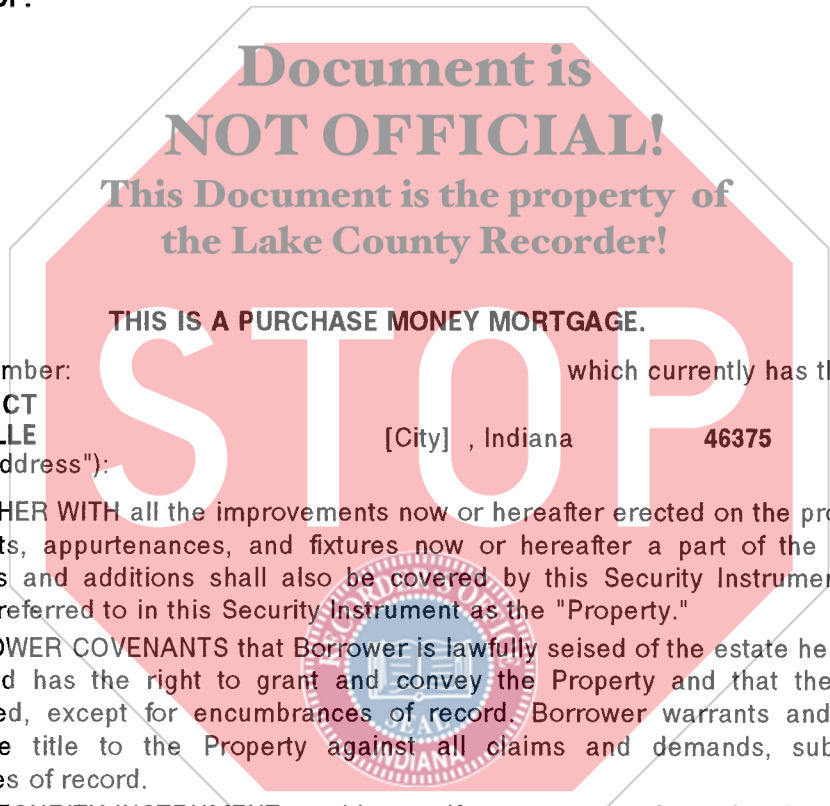 Document is
NOT OFFICIAL!
This Document is the property of
the Lake County Recorder!
THIS IS A PURCHASE MONEY MORTGAGE.
mber: which currently has th
CT
LLE [City] , Indiana 46375
ddress"):
STOP
HER WITH all the improvements now or hereafter erected on the pro
ts, appurtenances, and fixtures now or hereafter a part of the
s and additions shall also be covered by this Security Instrumen
referred to in this Security Instrument as the "Property."
OWER COVENANTS that Borrower is lawfully seised of the estate he
d has the right to grant and convey the Property and that the
ed, except for encumbrances of record. Borrower warrants and
e title to the Property against all claims and demands, sub
es of record.
RECORDER'S OFFICE
SEAL
INDIANA